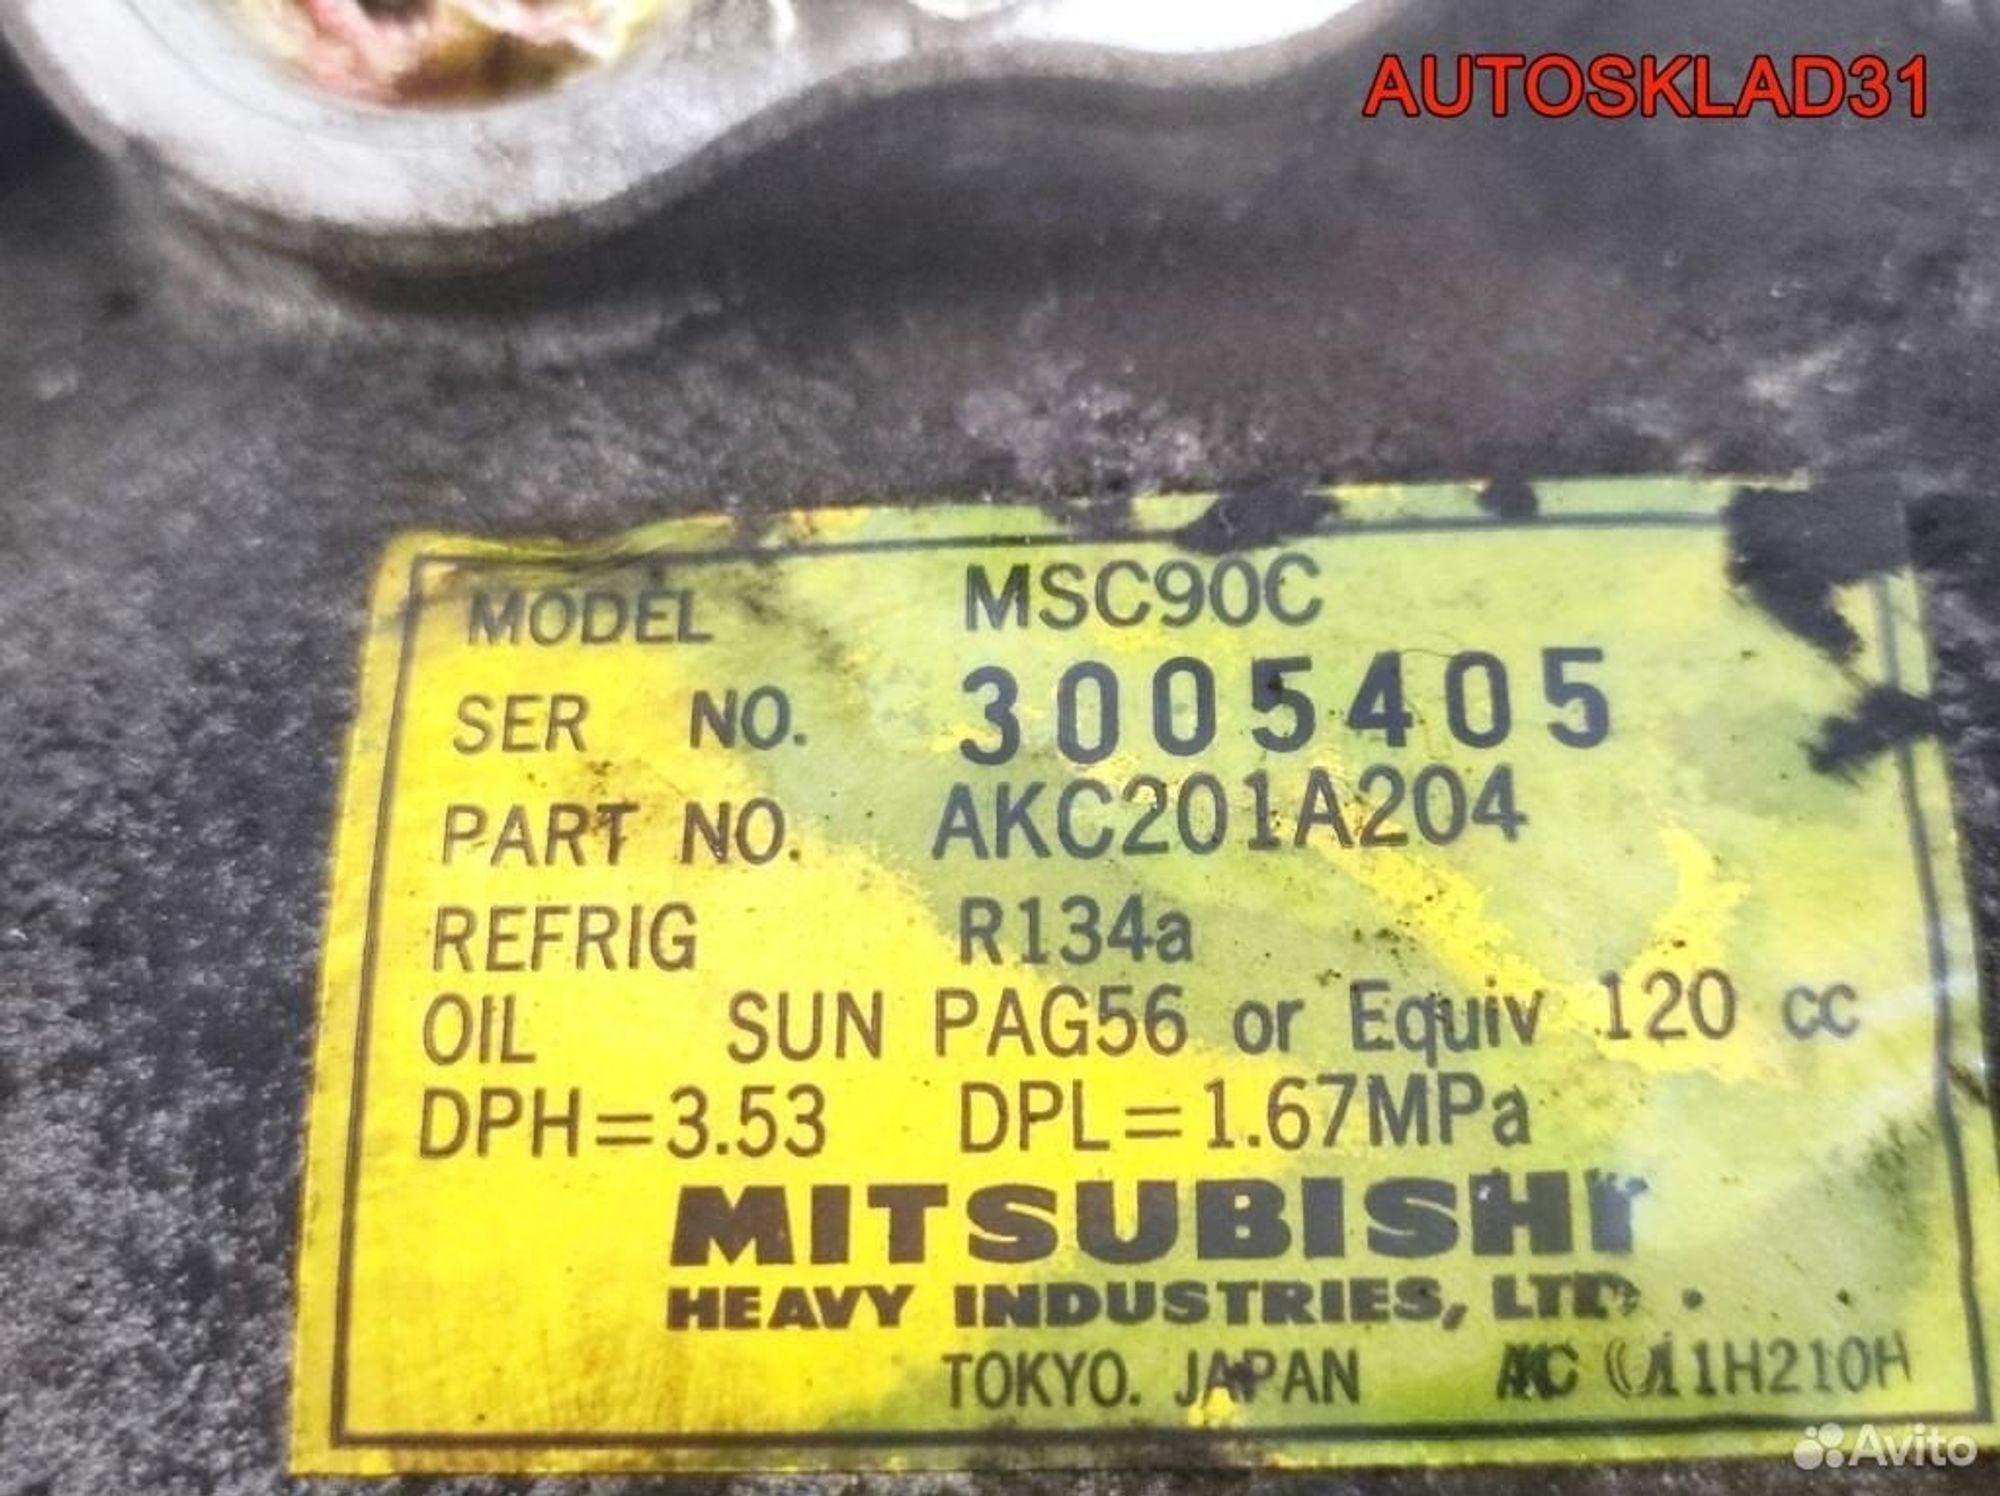 AUTOSKLAD31
MODEL MSC90C
SER NO. 3005405
PART NO. AKC201A204
REFRIG R134a
OIL SUN PAG56 or Equiv 120 cc
DPH=3.53 DPL=1.67MPa
MITSUBISHI
HEAVY INDUSTRIES, LTD.
TOKYO. JAPAN AKC
Avito